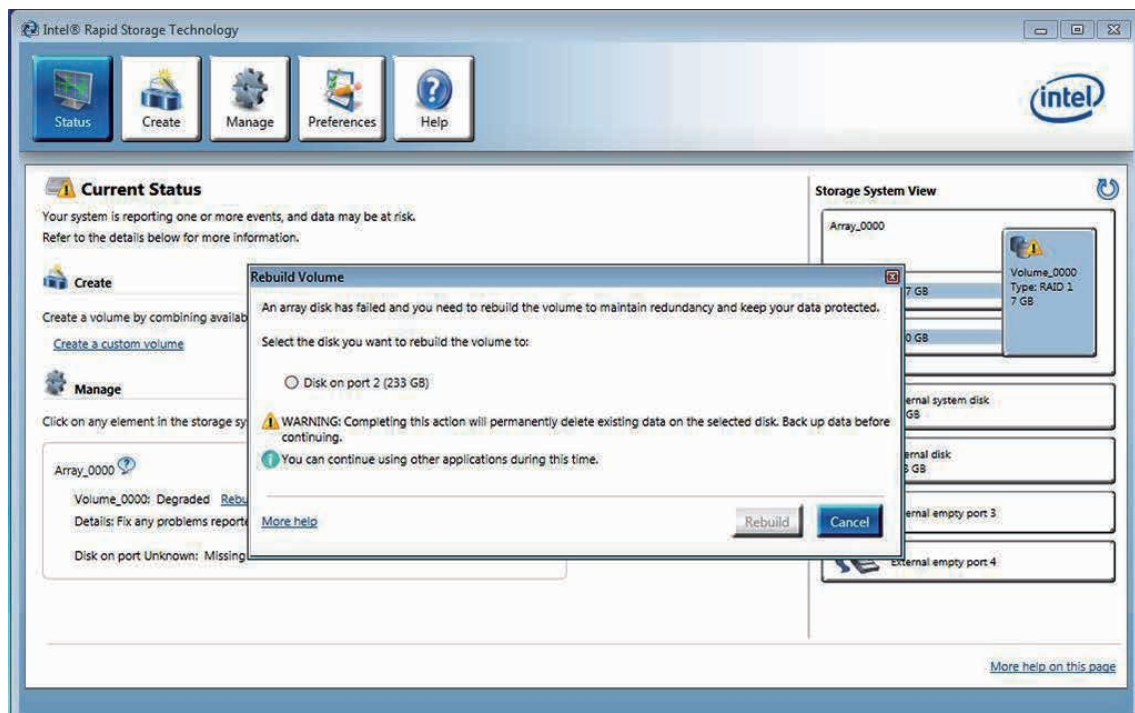 Intel® Rapid Storage Technology
Status
Create
Manage
Preferences
Help
intel
Current Status
Your system is reporting one or more events, and data may be at risk.
Refer to the details below for more information.
Create
Create a volume by combining availab
Create a custom volume
Manage
Click on any element in the storage sy
Array_0000
Volume_0000: Degraded Rebu
Details: Fix any problems reporte
Disk on port Unknown: Missing
Rebuild Volume
An array disk has failed and you need to rebuild the volume to maintain redundancy and keep your data protected.
Select the disk you want to rebuild the volume to:
Disk on port 2 (233 GB)
WARNING: Completing this action will permanently delete existing data on the selected disk. Back up data before
continuing.
You can continue using other applications during this time.
More help
Rebuild
Cancel
Storage System View
Array_0000
7 GB
0 GB
Volume_0000
Type: RAID 1
7 GB
ernal system disk
GB
ernal disk
GB
ernal empty port 3
External empty port 4
More help on this page